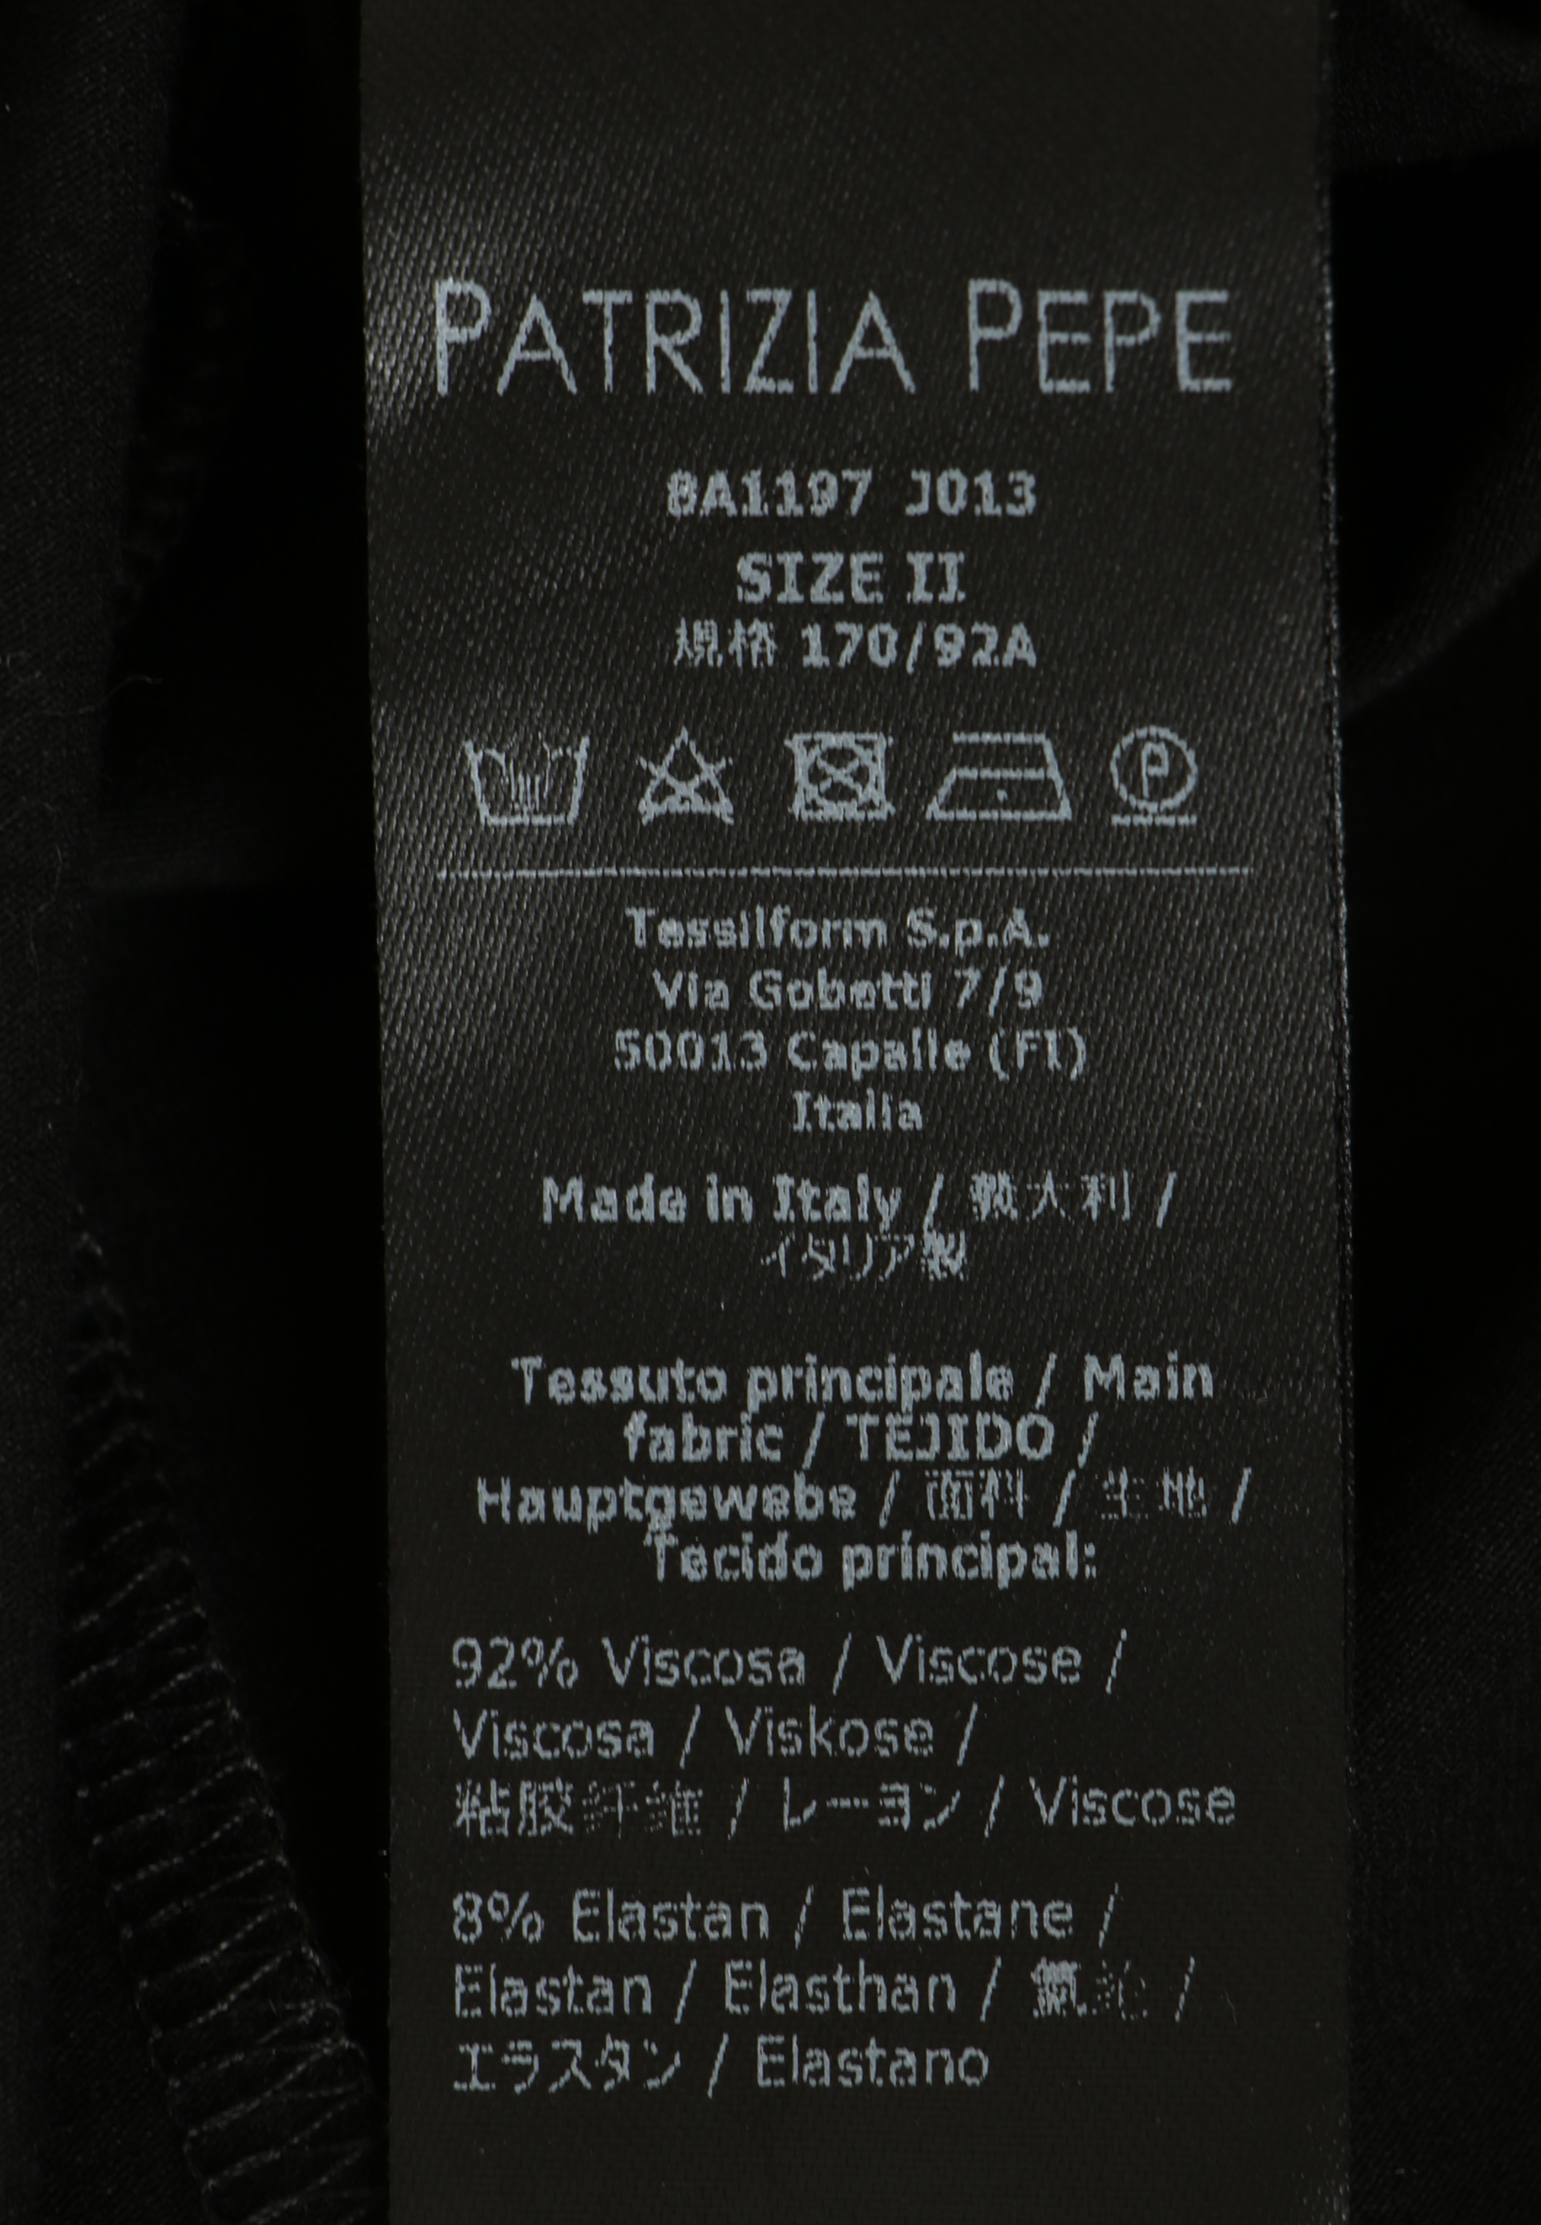 PATRIZIA PEPE
8A1197 J013
SIZE II
規格 170/92A
P
Tessilform S.p.A.
Via Gobetti 7/9
50013 Capalle (FI)
Italia
Made in Italy / 義大利 /
イタリア製
Tessuto principale / Main
fabric / TEJIDO /
Hauptgewebe / 面料 / 生地 /
Tecido principal:
92% Viscosa / Viscose /
Viscosa / Viskose /
粘胶纤维 / レーヨン / Viscose
8% Elastan / Elastane /
Elastan / Elasthan / 氨纶 /
エラスタン / Elastano